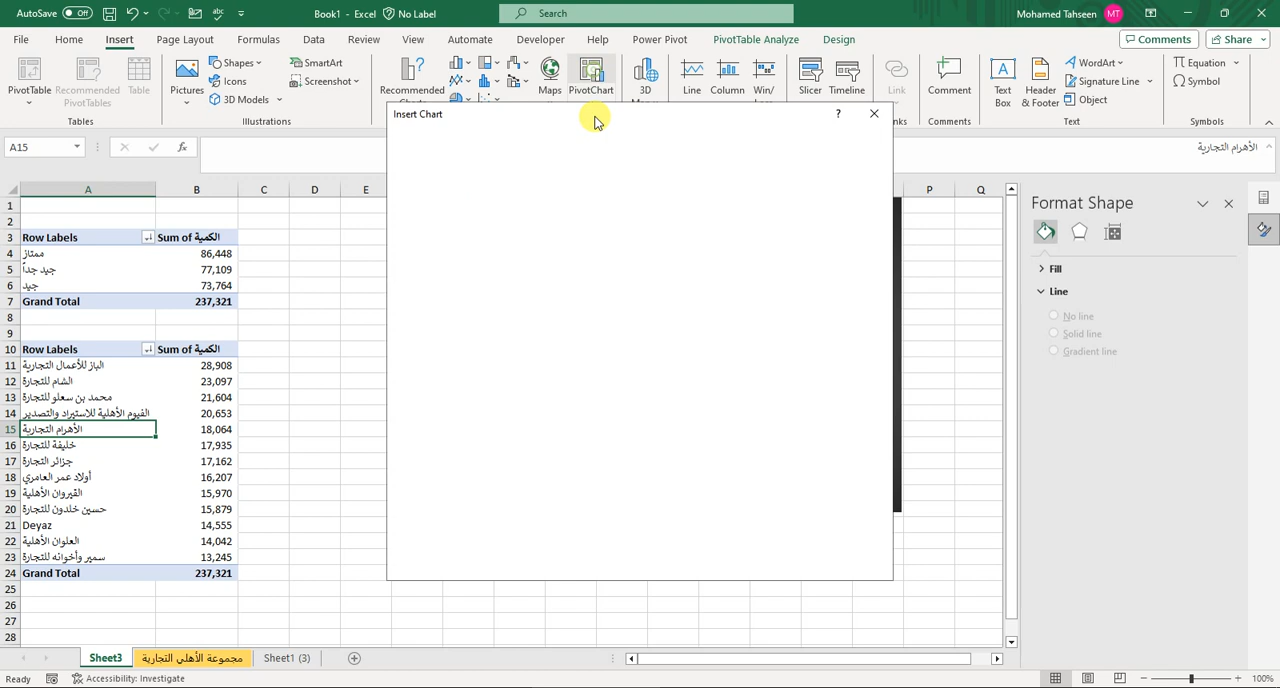 AutoSave Off Book1 - Excel No Label Search Mohamed Tahseen MT
File Home Insert Page Layout Formulas Data Review View Automate Developer Help Power Pivot PivotTable Analyze Design Comments Share
PivotTable
Recommended PivotTables
Table
Tables
Pictures
Shapes
Icons
3D Models
SmartArt
Screenshot
Illustrations
Recommended
Maps
PivotChart
3D
Line
Column
Win/
Slicer
Timeline
Link
Comment
Comments
Text Box
Header & Footer
WordArt
Signature Line
Object
Text
Equation
Symbol
Symbols
Insert Chart ?
A15 fx الأهرام التجارية
A B C D E P Q
1
2
3 Row Labels Sum of الكمية
4 ممتاز 86,448
5 جيد جداً 77,109
6 جيد 73,764
7 Grand Total 237,321
8
9
10 Row Labels Sum of الكمية
11 الباز للأعمال التجارية 28,908
12 الشام للتجارة 23,097
13 محمد بن سعلو للتجارة 21,604
14 الفيوم الأهلية للاستيراد والتصدير 20,653
15 الأهرام التجارية 18,064
16 خليفة للتجارة 17,935
17 جزائر التجارة 17,162
18 أولاد عمر العامري 16,207
19 القيروان الأهلية 15,970
20 حسين خلدون للتجارة 15,879
21 Deyaz 14,555
22 العلوان الأهلية 14,042
23 سمير وأخوانه للتجارة 13,245
24 Grand Total 237,321
25
26
27
28
Format Shape
Fill
Line
No line
Solid line
Gradient line
Sheet3 مجموعة الأهلي التجارية Sheet1 (3)
Ready Accessibility: Investigate 100%